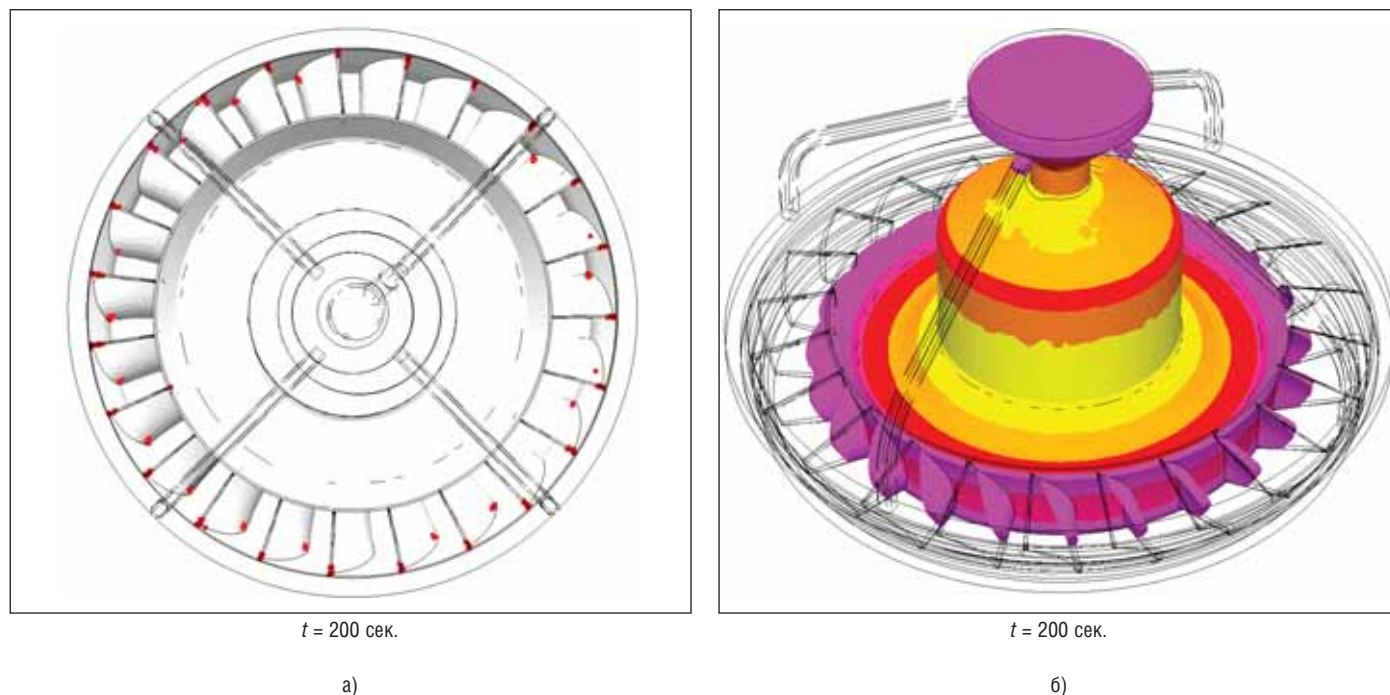 t = 200 сек.
t = 200 сек.
а)
б)